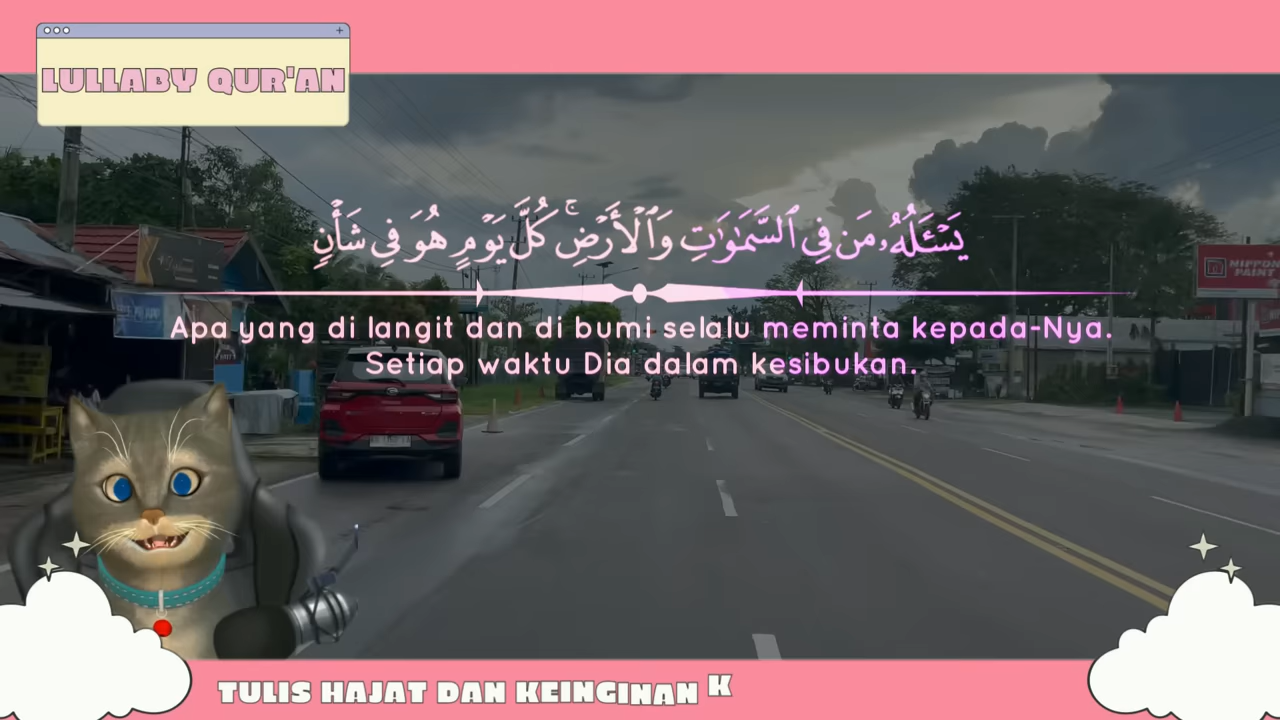 LULLABY QUR'AN
يَسْـَٔلُهُۥ مَن فِي ٱلسَّمَٰوَٰتِ وَٱلْأَرْضِۚ كُلَّ يَوْمٍ هُوَ فِي شَأْنٍ
Apa yang di langit dan di bumi selalu meminta kepada-Nya.
Setiap waktu Dia dalam kesibukan.
NIPPON
PAINT
TULIS HAJAT DAN KEINGINAN K